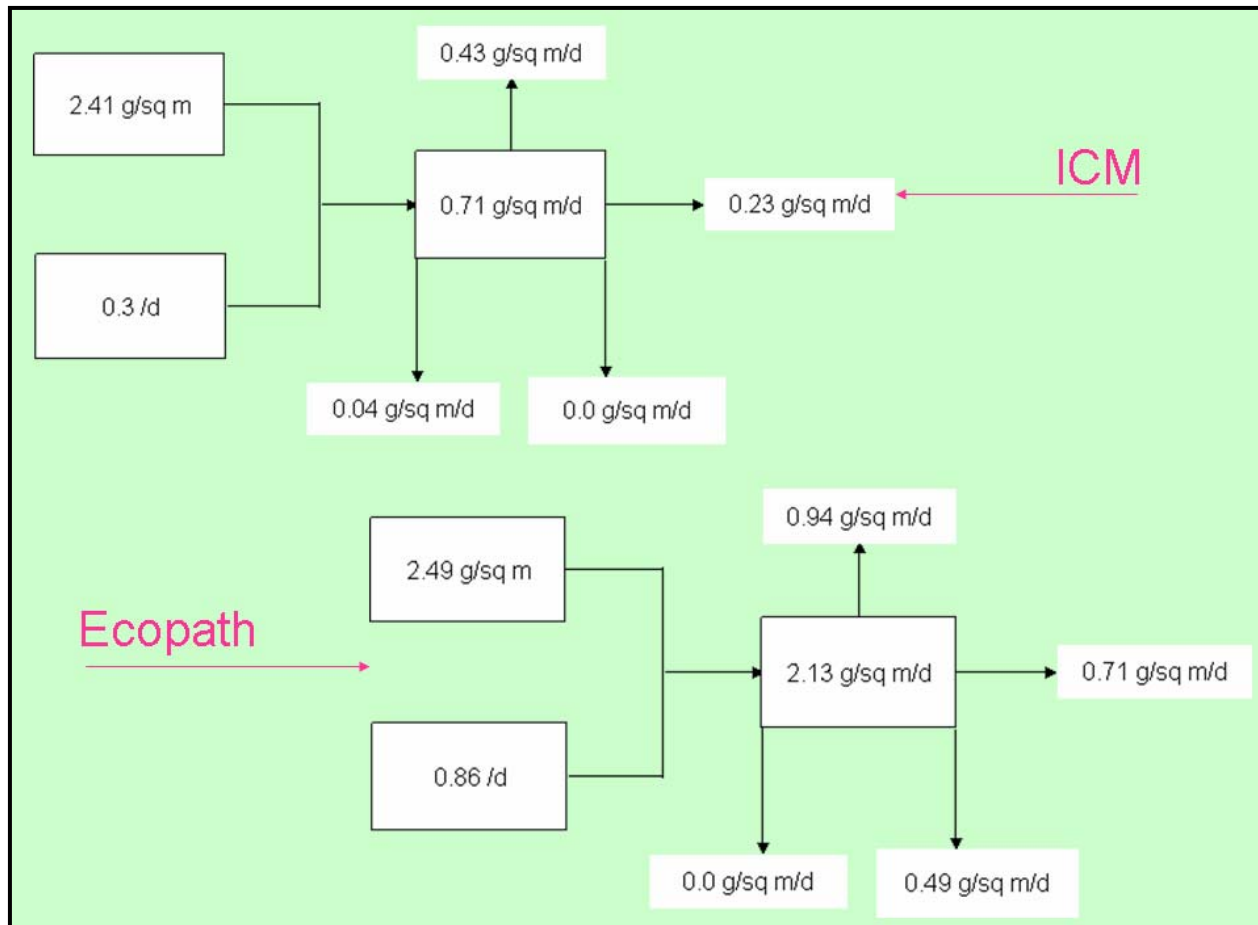 0.43 g/sq m/d
2.41 g/sq m
ICM
0.71 g/sq m/d
0.23 g/sq m/d
0.3 /d
0.04 g/sq m/d
0.0 g/sq m/d
0.94 g/sq m/d
2.49 g/sq m
Ecopath
2.13 g/sq m/d
0.71 g/sq m/d
0.86 /d
0.0 g/sq m/d
0.49 g/sq m/d